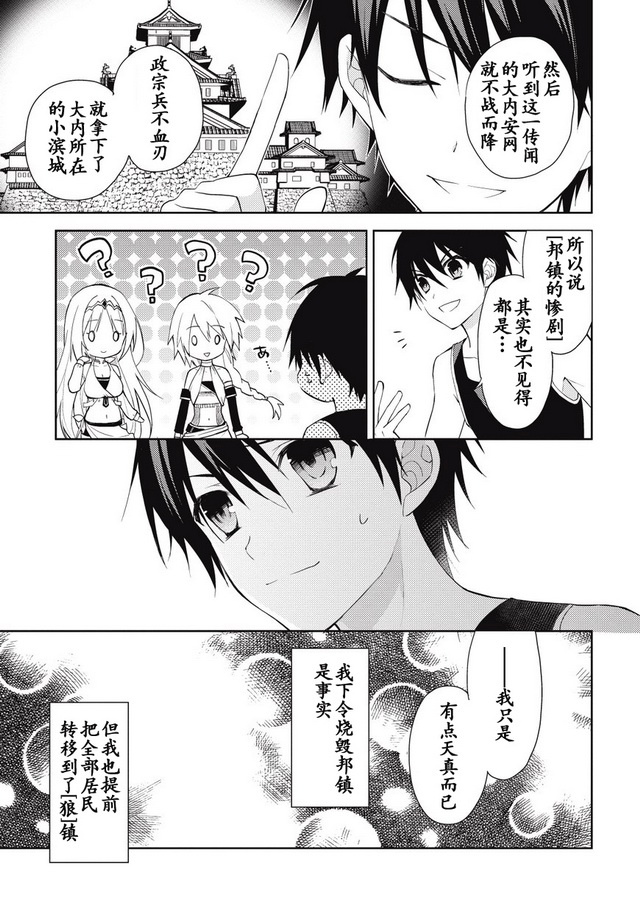 然后
听到这一传闻
的大内安网
就不战而降
政宗兵不血刃
就拿下了
大内所在
的小滨城
所以说
[邦镇的惨剧]
其实也不见得
都是…
?
?
?
?
あ…
——我只是
有点天真而已
我下令烧毁邦镇
是事实
但我也提前
把全部居民
转移到了[狼]镇